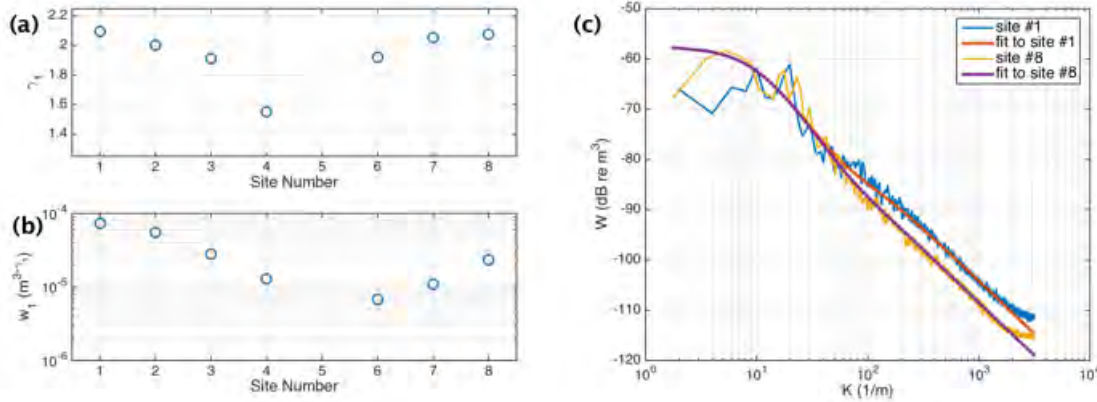 (a)
2.2
2
1.8
1.6
1.4
γ₁
1 2 3 4 5 6 7 8
Site Number
(b)
10⁻⁴
10⁻⁵
10⁻⁶
w₁ (m³⁻ᵞ₁)
1 2 3 4 5 6 7 8
Site Number
(c)
-50
-60
-70
-80
-90
-100
-110
-120
W (dB re m³)
10⁰ 10¹ 10² 10³ 10⁴
K (1/m)
site #1
fit to site #1
site #8
fit to site #8